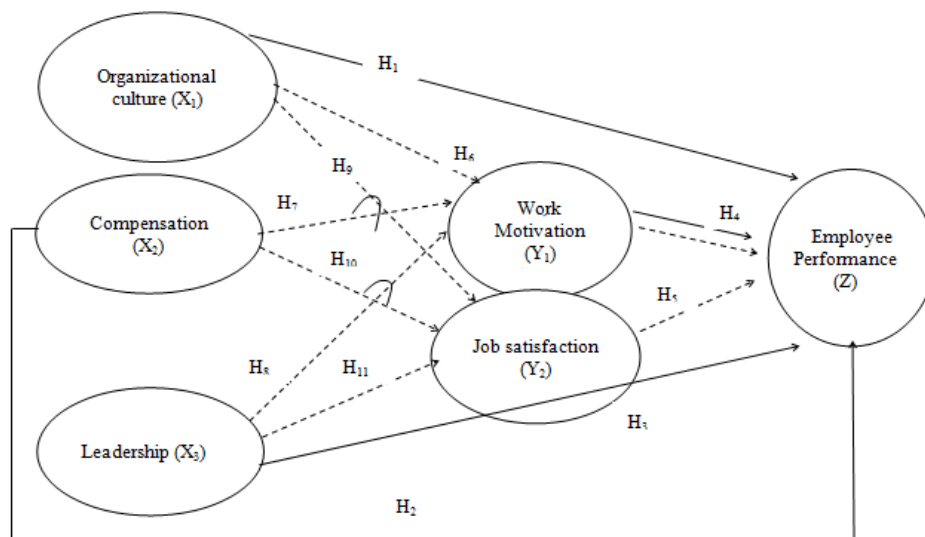 Organizational
culture (X₁)
H₁
H₆
H₉
Compensation
(X₂)
H₇
Work
Motivation
(Y₁)
H₄
Employee
Performance
(Z)
H₁₀
H₅
Job satisfaction
(Y₂)
H₈
H₁₁
Leadership (X₃)
H₃
H₂